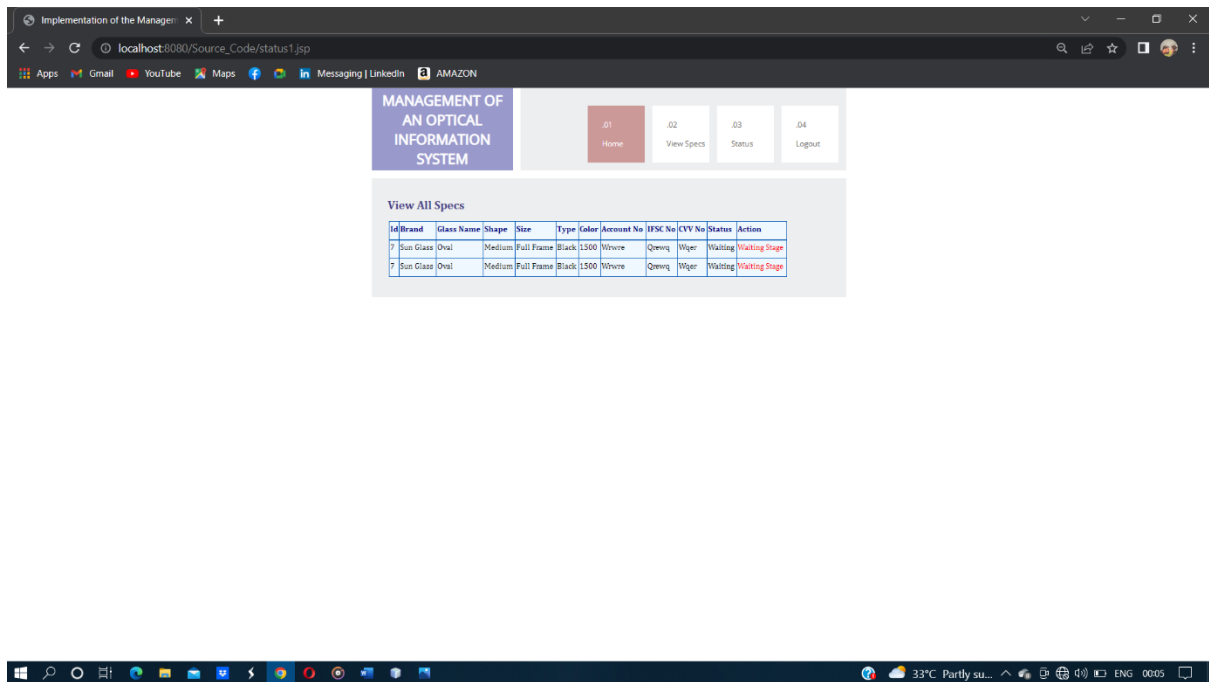 Implementation of the Managem
localhost:8080/Source_Code/status1.jsp
Apps Gmail YouTube Maps Messaging | LinkedIn AMAZON
MANAGEMENT OF
AN OPTICAL
INFORMATION
SYSTEM
.01 .02 .03 .04
Home View Specs Status Logout
View All Specs
Id Brand Glass Name Shape Size Type Color Account No IFSC No CVV No Status Action
7 Sun Glass Oval Medium Full Frame Black 1500 Wrwre Qrewq Wqer Waiting Waiting Stage
7 Sun Glass Oval Medium Full Frame Black 1500 Wrwre Qrewq Wqer Waiting Waiting Stage
33°C Partly su... ENG 00:05